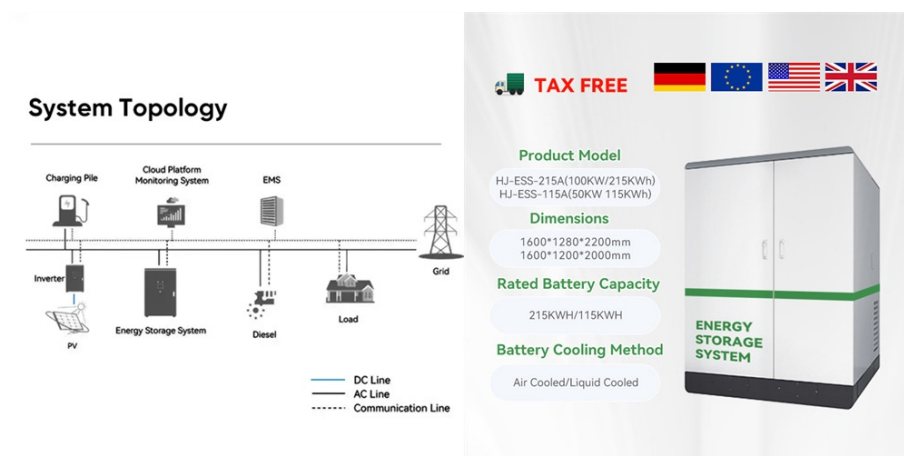 System Topology
Charging Pile
Cloud Platform
Monitoring System
EMS
Grid
Inverter
PV
Energy Storage System
Diesel
Load
DC Line
AC Line
Communication Line
TAX FREE
Product Model
HJ-ESS-215A(100KW/215KWh)
HJ-ESS-115A(50KW 115KWh)
Dimensions
1600*1280*2200mm
1600*1200*2000mm
Rated Battery Capacity
215KWH/115KWH
Battery Cooling Method
Air Cooled/Liquid Cooled
ENERGY
STORAGE
SYSTEM